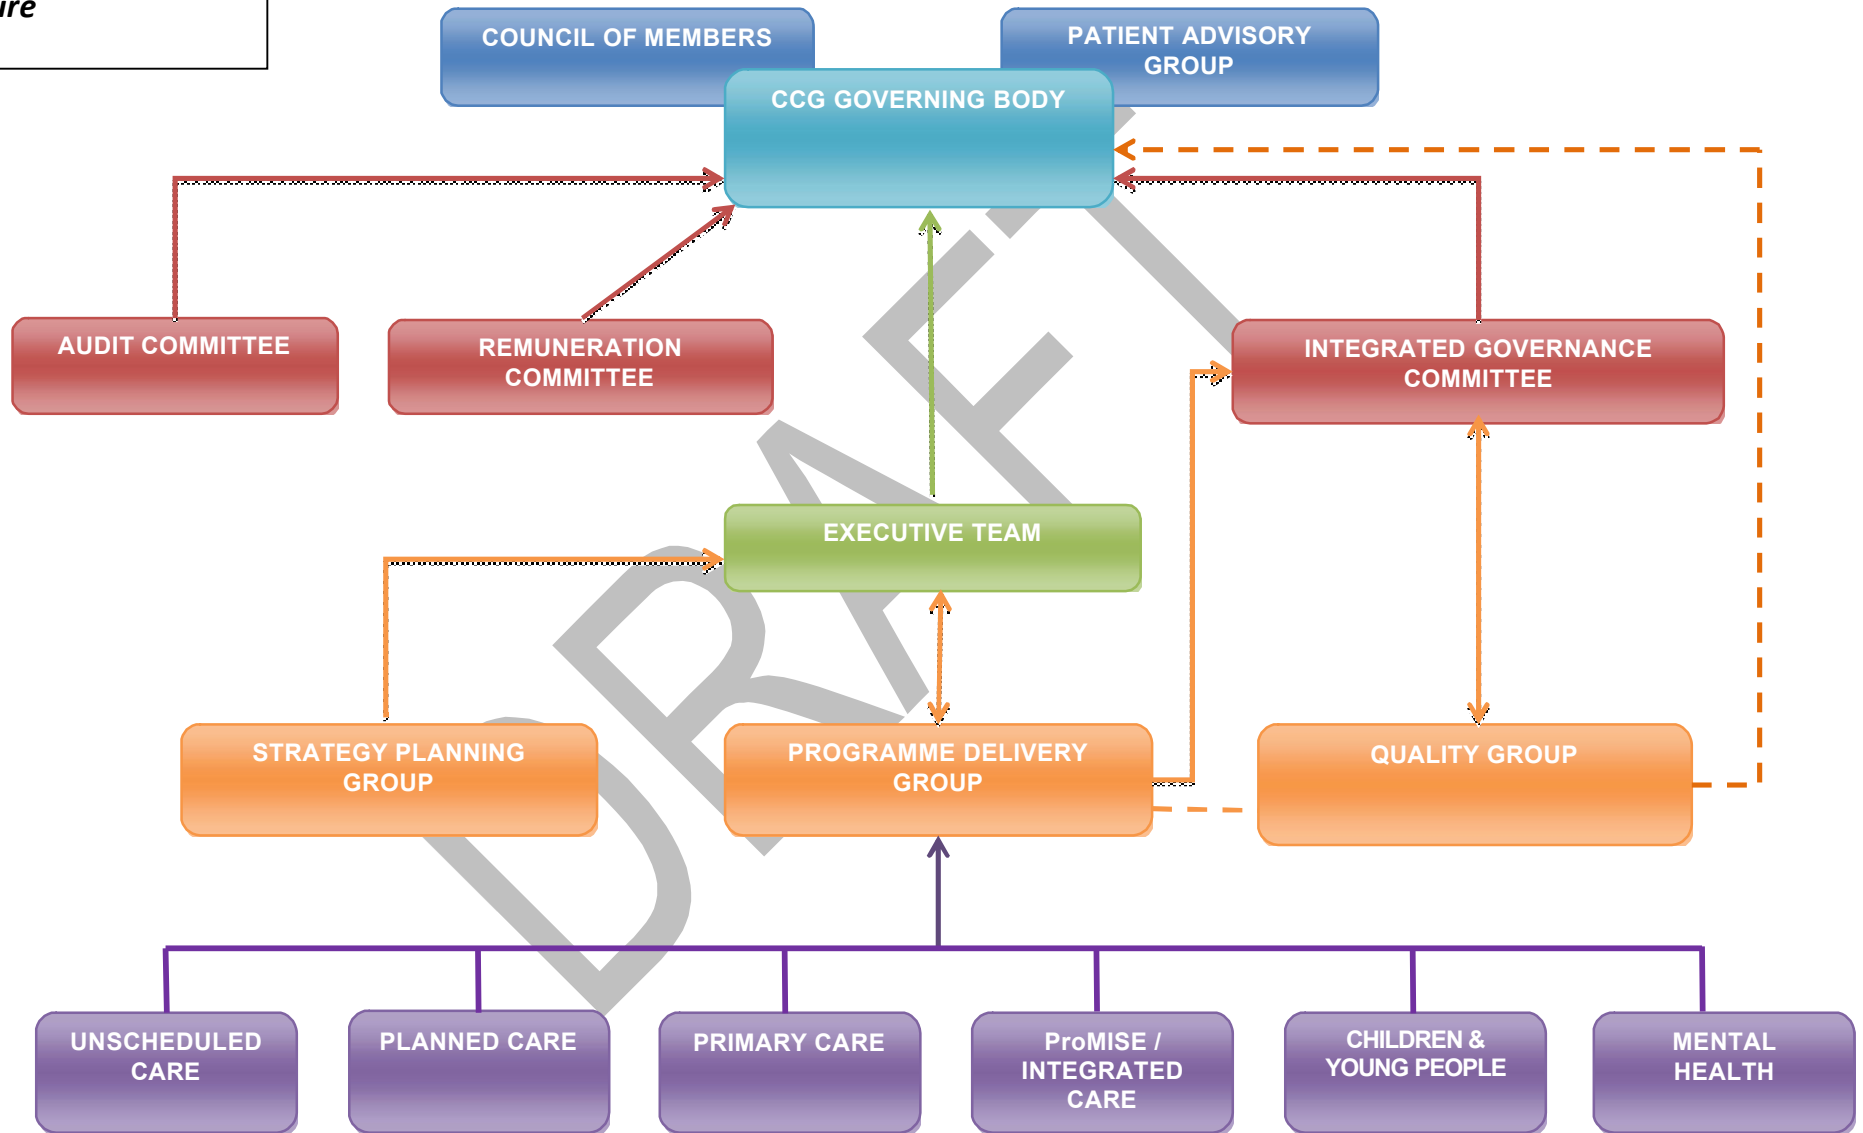 COUNCIL OF MEMBERS
PATIENT ADVISORY
GROUP
CCG GOVERNING BODY
AUDIT COMMITTEE
REMUNERATION
COMMITTEE
INTEGRATED GOVERNANCE
COMMITTEE
EXECUTIVE TEAM
STRATEGY PLANNING
GROUP
PROGRAMME DELIVERY
GROUP
QUALITY GROUP
DRAFT
UNSCHEDULED
CARE
PLANNED CARE
PRIMARY CARE
ProMISE /
INTEGRATED
CARE
CHILDREN &
YOUNG PEOPLE
MENTAL
HEALTH